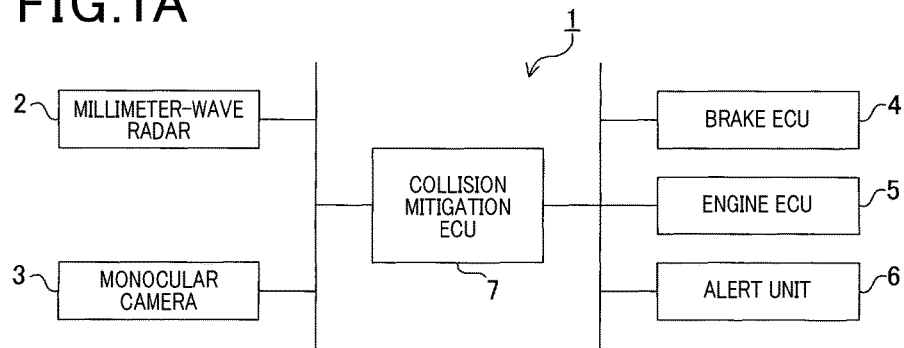 FIG.1A
1
2
MILLIMETER-WAVE
RADAR
3
MONOCULAR
CAMERA
COLLISION
MITIGATION
ECU
7
BRAKE ECU
4
ENGINE ECU
5
ALERT UNIT
6